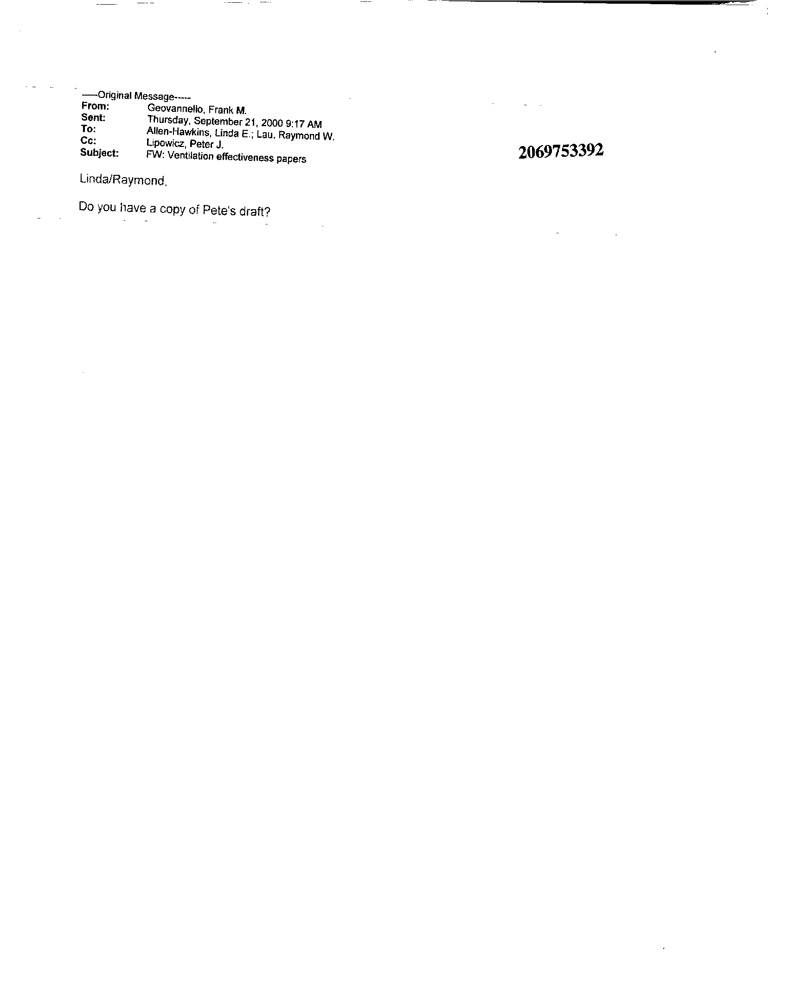 -----Original Message-----
From: Geovannello, Frank M.
Sent: Thursday, September 21, 2000 9:17 AM
To: Allen-Hawkins, Linda E.; Lau, Raymond W.
Cc: Lipowicz, Peter J.
Subject: FW: Ventilation effectiveness papers
2069753392
Linda/Raymond,
Do you have a copy of Pete's draft?